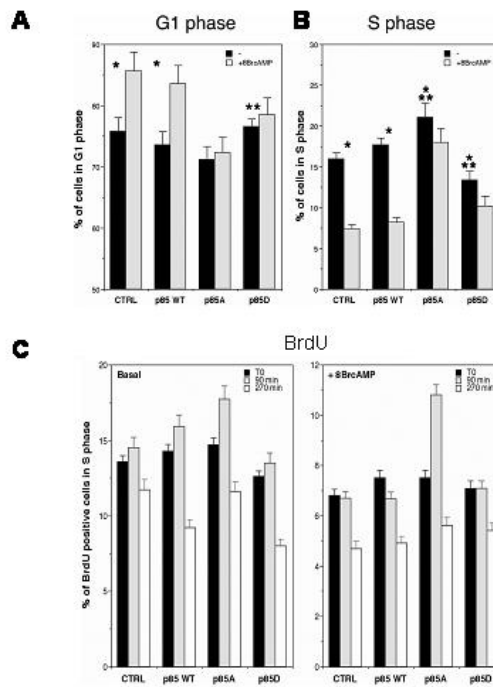 A
G1 phase
B
S phase
-
+8BrcAMP
-
+8BrcAMP
% of cells in G1 phase
90
80
70
60
50
* * **
CTRL p85 WT p85A p85D
% of cells in S phase
30
25
20
15
10
5
0
* * * ** * **
CTRL p85 WT p85A p85D
C
BrdU
Basal
T0
90 min
270 min
+ 8BrcAMP
T0
90 min
270 min
% of BrdU positive cells in S phase
20
15
10
5
0
CTRL p85 WT p85A p85D
12
10
8
6
4
2
0
CTRL p85 WT p85A p85D